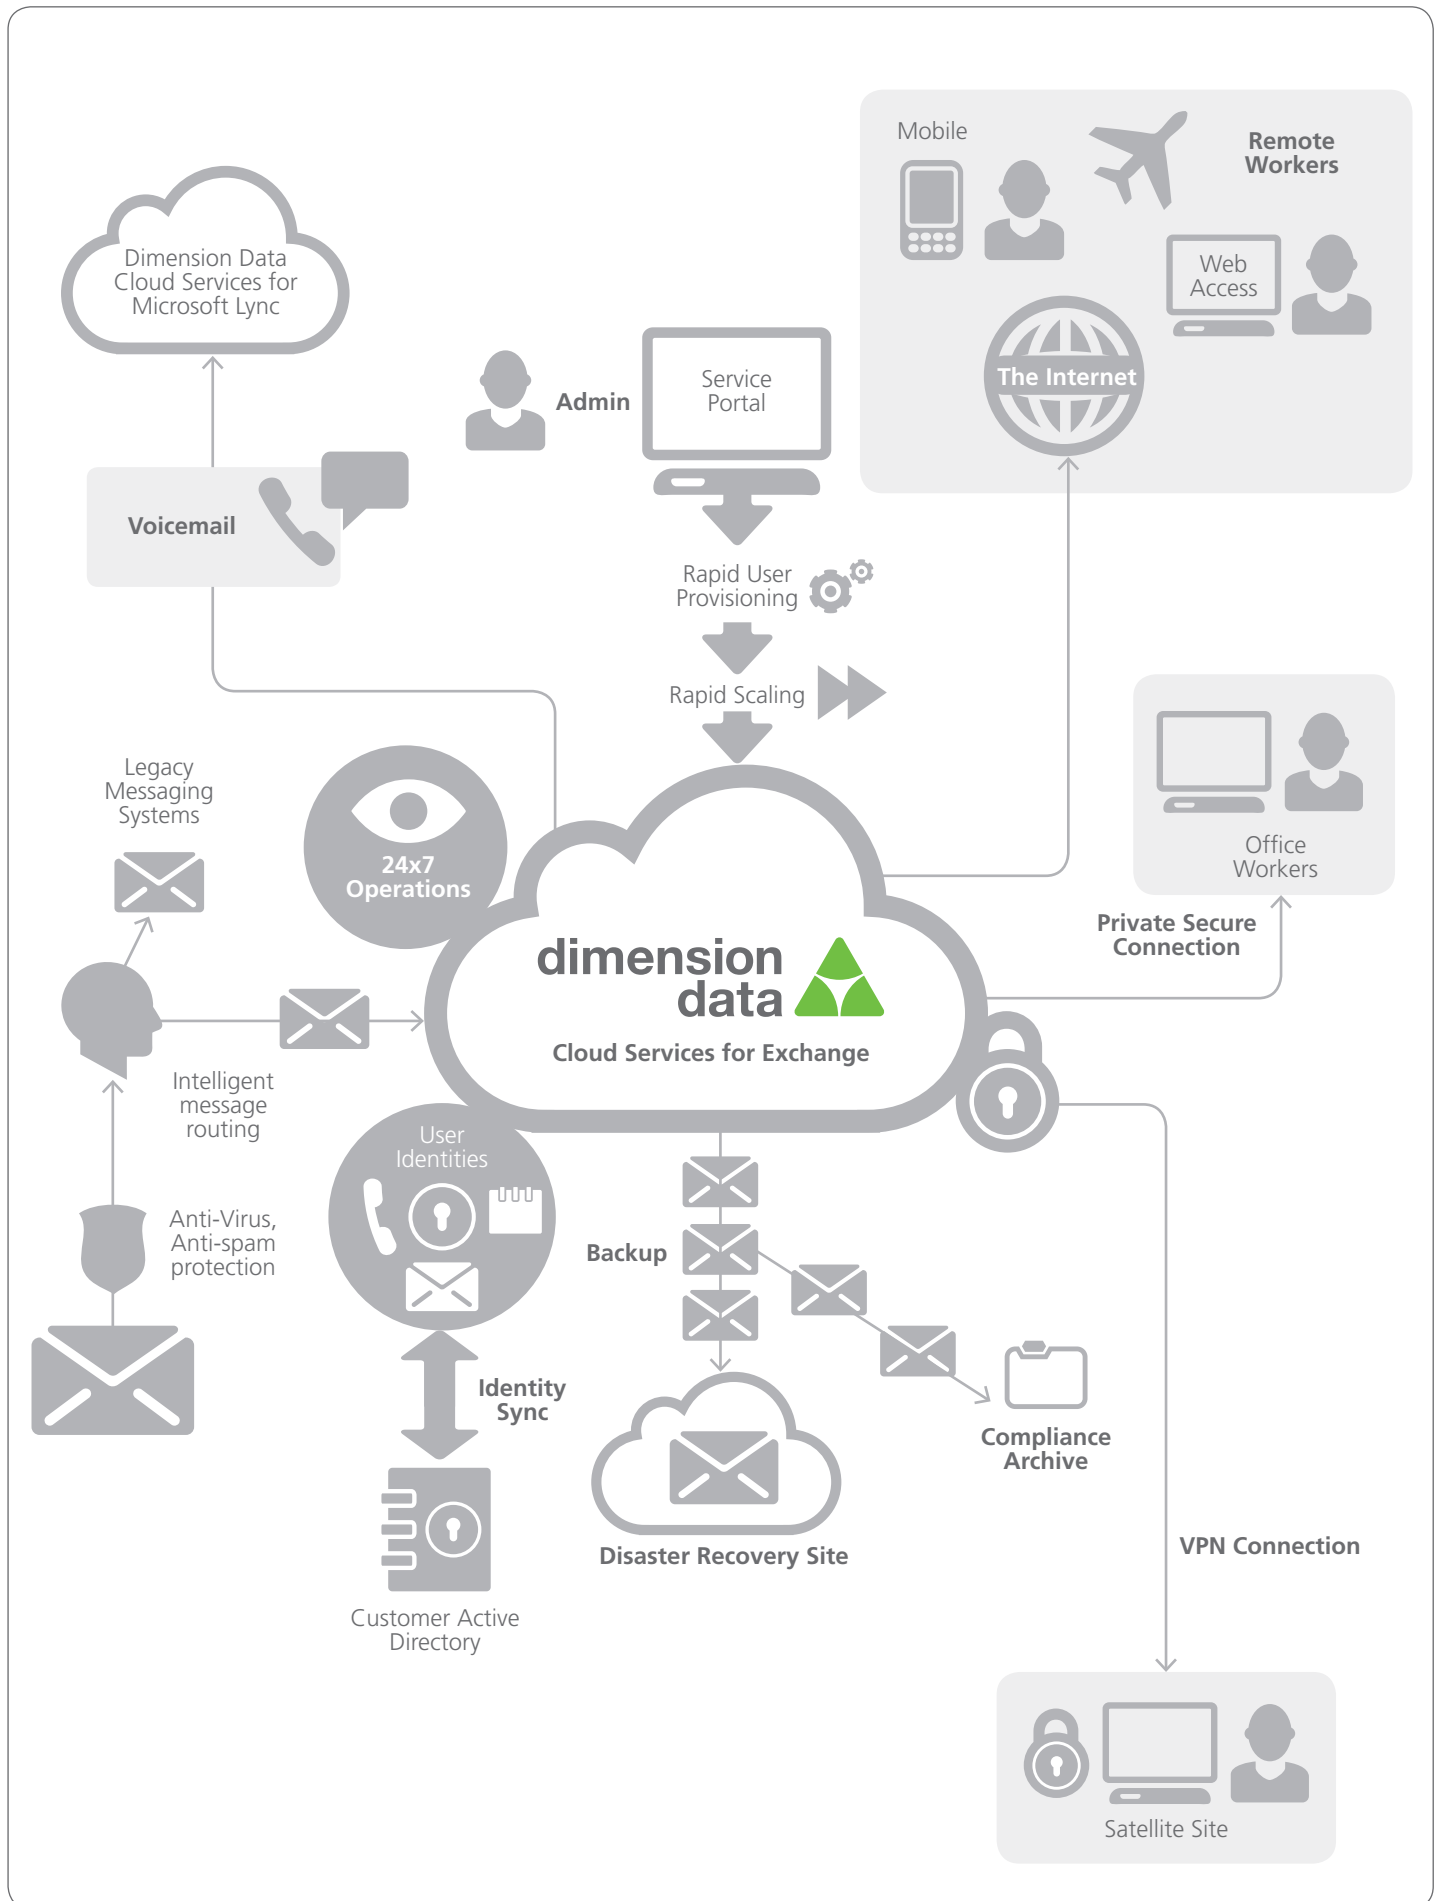 Mobile
Remote
Workers
Web
Access
The Internet
Dimension Data
Cloud Services for
Microsoft Lync
Admin
Service
Portal
Voicemail
Rapid User
Provisioning
Rapid Scaling
Legacy
Messaging
Systems
24x7
Operations
Office
Workers
Private Secure
Connection
dimension
data
Cloud Services for Exchange
Intelligent
message
routing
User
Identities
Anti-Virus,
Anti-spam
protection
Backup
Identity
Sync
Compliance
Archive
Disaster Recovery Site
VPN Connection
Customer Active
Directory
Satellite Site